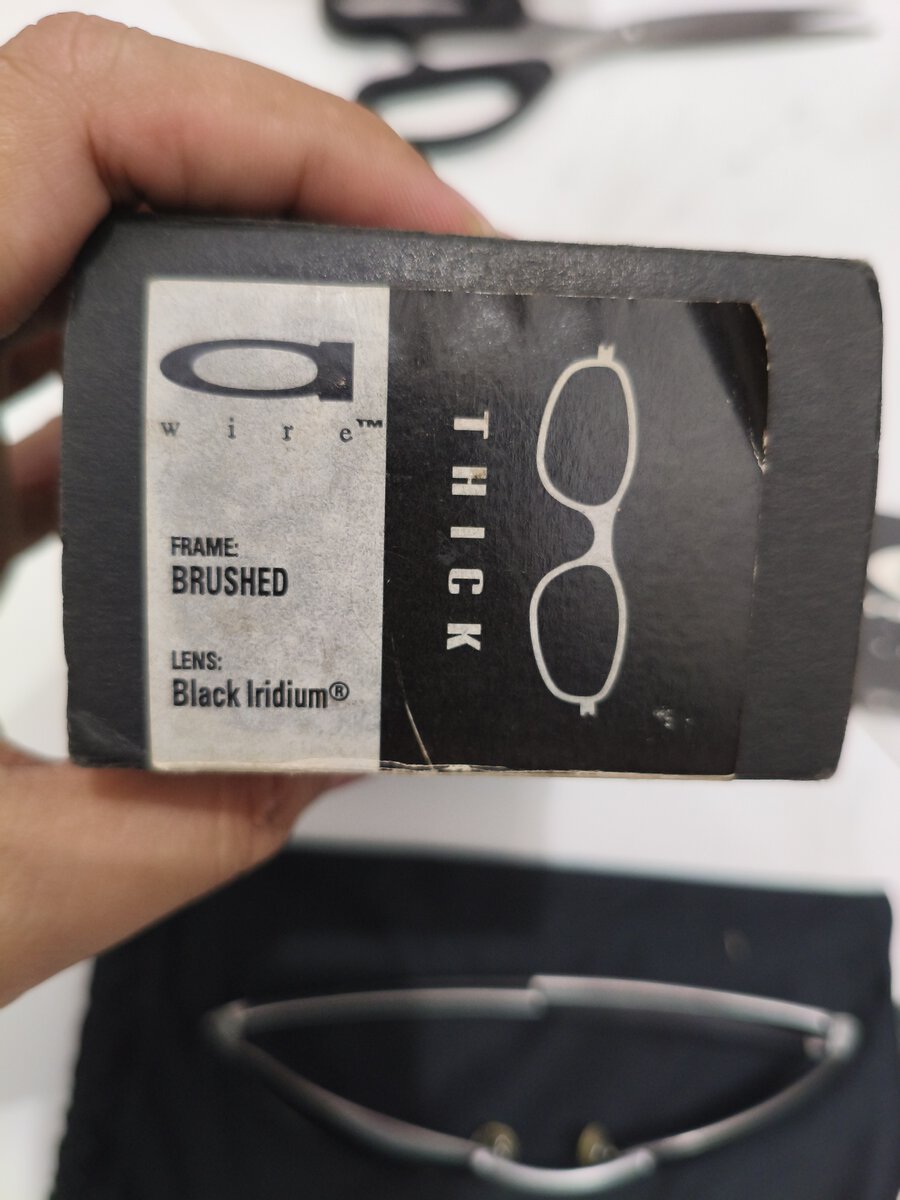 a
wire™
FRAME:
BRUSHED
LENS:
Black Iridium®
THICK